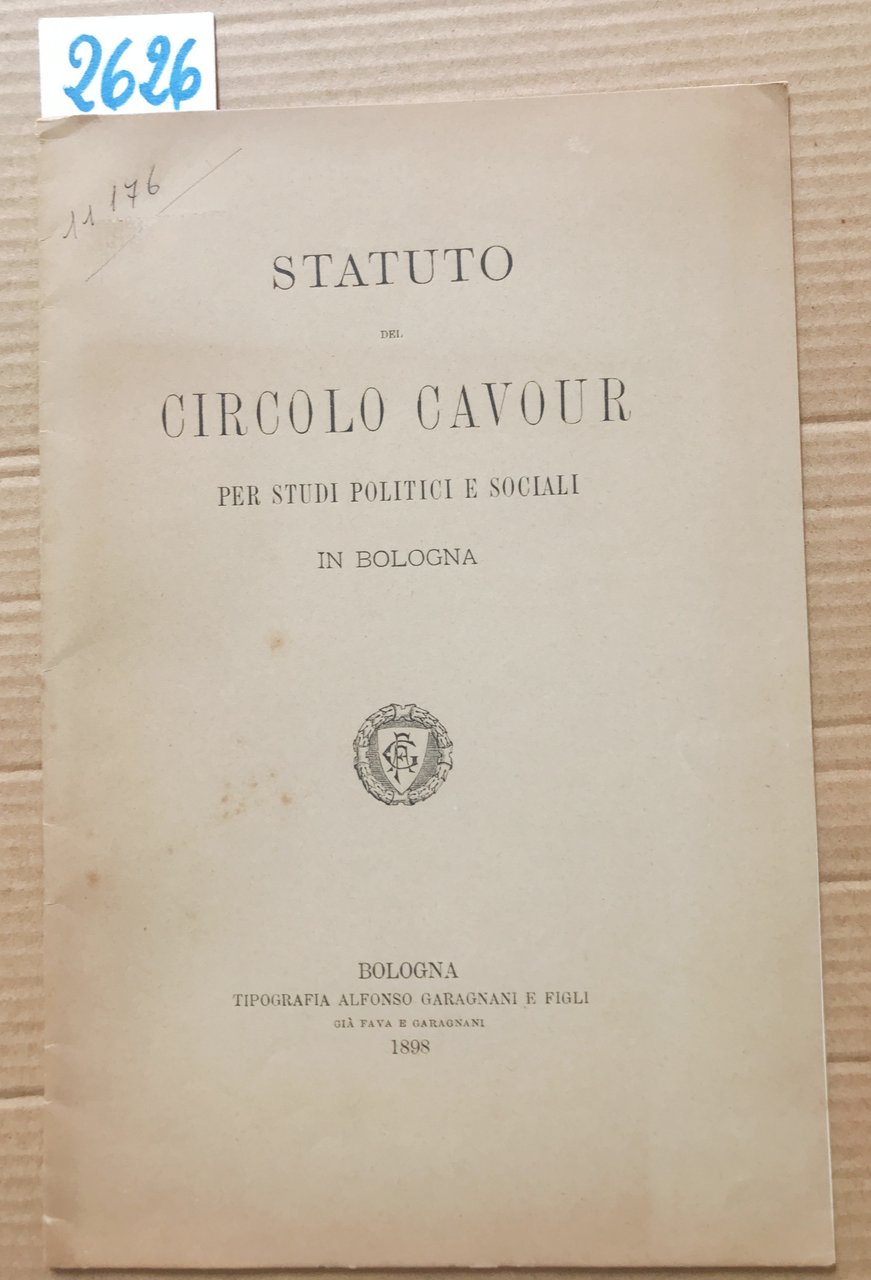 2626
11 176
STATUTO
DEL
CIRCOLO CAVOUR
PER STUDI POLITICI E SOCIALI
IN BOLOGNA
BOLOGNA
TIPOGRAFIA ALFONSO GARAGNANI E FIGLI
GIÀ FAVA E GARAGNANI
1898